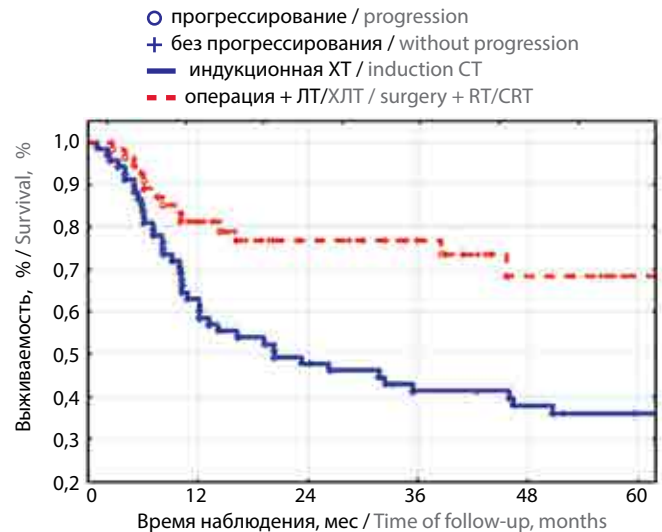 прогрессирование / progression
без прогрессирования / without progression
индукционная ХТ / induction CT
операция + ЛТ/ХЛТ / surgery + RT/CRT
Выживаемость, % / Survival, %
1,0
0,9
0,8
0,7
0,6
0,5
0,4
0,3
0,2
0 12 24 36 48 60
Время наблюдения, мес / Time of follow-up, months